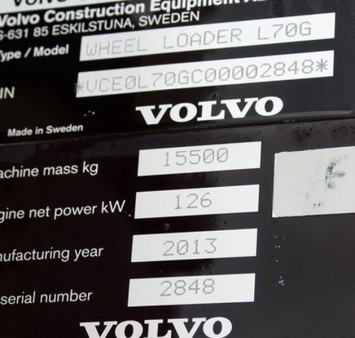 Volvo Construction Equipment
S-631 85 ESKILSTUNA, SWEDEN
Type / Model WHEEL LOADER L70G
IN *VCE0L70GC00002848*
VOLVO
Made in Sweden
achine mass kg 15500
gine net power kW 126
nufacturing year 2013
serial number 2848
VOLVO